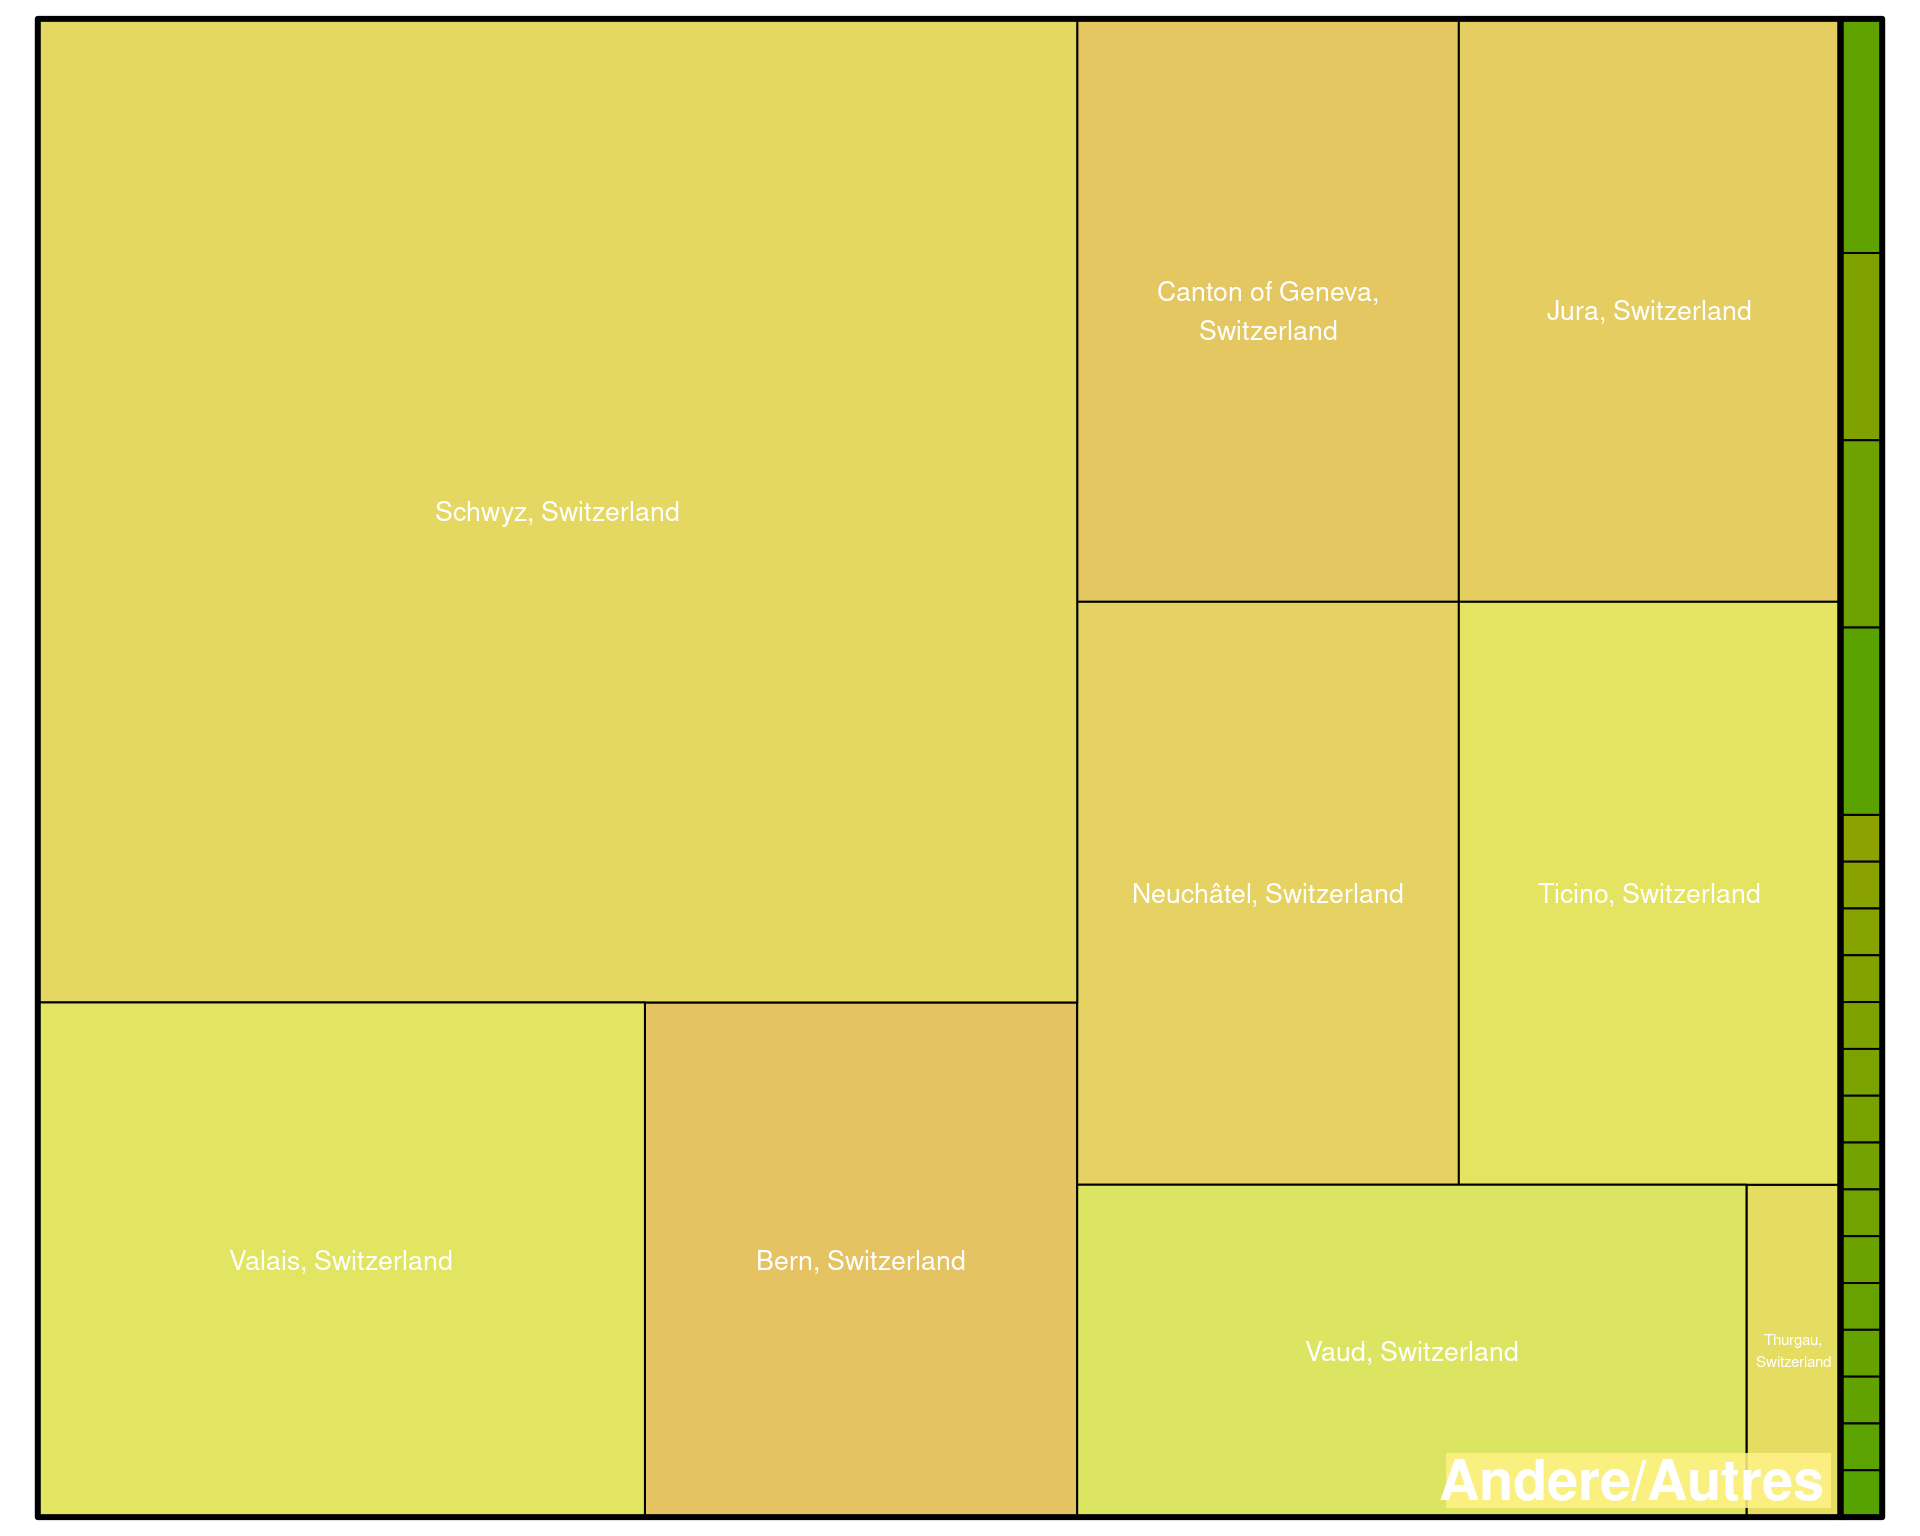 Canton of Geneva,
Switzerland
Jura, Switzerland
Schwyz, Switzerland
Neuchâtel, Switzerland
Ticino, Switzerland
Valais, Switzerland
Bern, Switzerland
Vaud, Switzerland
Thurgau,
Switzerland
Andere/Autres